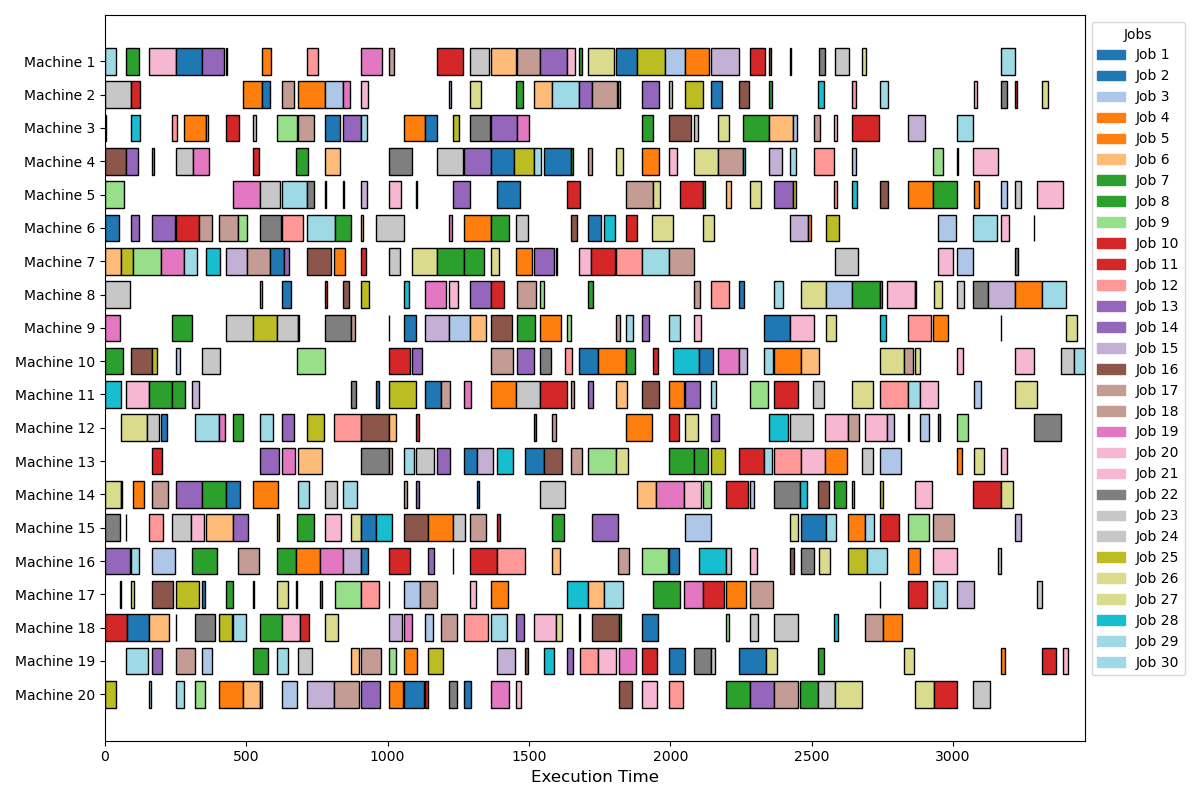 Machine 1
Machine 2
Machine 3
Machine 4
Machine 5
Machine 6
Machine 7
Machine 8
Machine 9
Machine 10
Machine 11
Machine 12
Machine 13
Machine 14
Machine 15
Machine 16
Machine 17
Machine 18
Machine 19
Machine 20
0 500 1000 1500 2000 2500 3000
Execution Time
Jobs
Job 1
Job 2
Job 3
Job 4
Job 5
Job 6
Job 7
Job 8
Job 9
Job 10
Job 11
Job 12
Job 13
Job 14
Job 15
Job 16
Job 17
Job 18
Job 19
Job 20
Job 21
Job 22
Job 23
Job 24
Job 25
Job 26
Job 27
Job 28
Job 29
Job 30